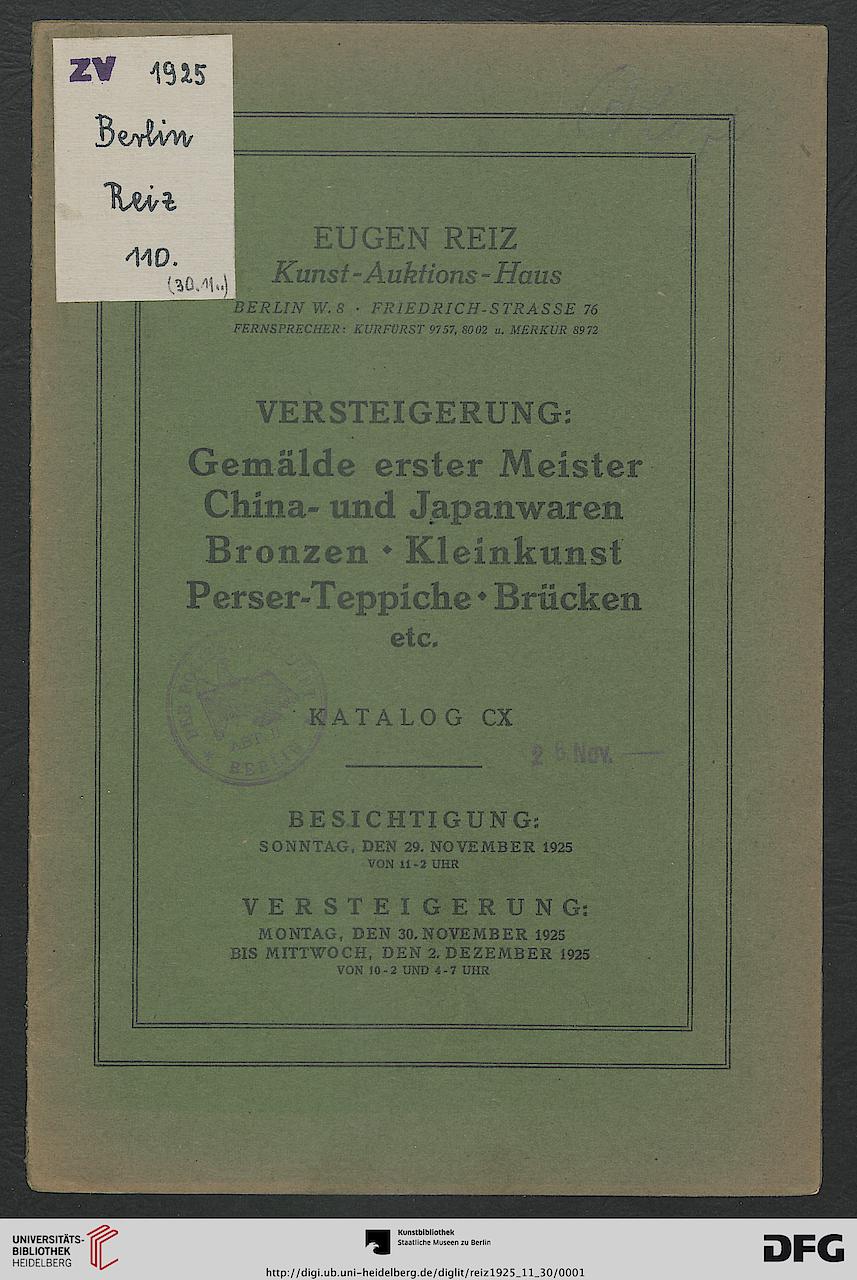 ZV 1925
Berlin
Reiz
110.
(30.11..)
EUGEN REIZ
Kunst-Auktions-Haus
BERLIN W. 8 · FRIEDRICH-STRASSE 76
FERNSPRECHER: KURFÜRST 9757, 8002 u. MERKUR 8972
VERSTEIGERUNG:
Gemälde erster Meister
China- und Japanwaren
Bronzen • Kleinkunst
Perser-Teppiche • Brücken
etc.
ABT. II
BERLIN
KATALOG CX
26 Nov.
BESICHTIGUNG:
SONNTAG, DEN 29. NOVEMBER 1925
VON 11-2 UHR
VERSTEIGERUNG:
MONTAG, DEN 30. NOVEMBER 1925
BIS MITTWOCH, DEN 2. DEZEMBER 1925
VON 10-2 UND 4-7 UHR
UNIVERSITÄTS-
BIBLIOTHEK
HEIDELBERG
Kunstbibliothek
Staatliche Museen zu Berlin
http://digi.ub.uni-heidelberg.de/diglit/reiz1925_11_30/0001
DFG